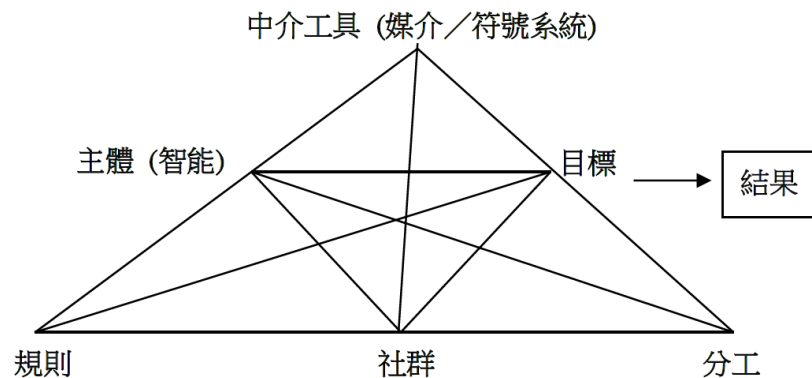 中介工具 (媒介／符號系統)
主體 (智能)
目標
結果
規則
社群
分工